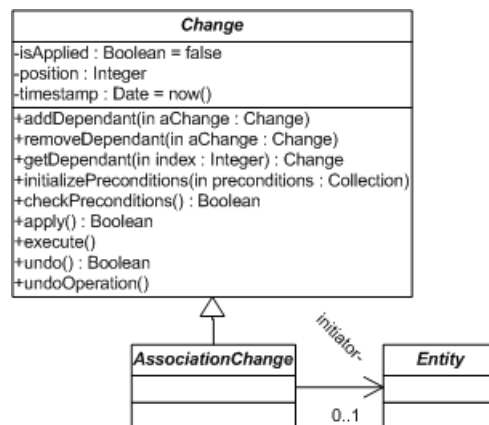 Change
-isApplied : Boolean = false
-position : Integer
-timestamp : Date = now()
+addDependant(in aChange : Change)
+removeDependant(in aChange : Change)
+getDependant(in index : Integer) : Change
+initializePreconditions(in preconditions : Collection)
+checkPreconditions() : Boolean
+apply() : Boolean
+execute()
+undo() : Boolean
+undoOperation()
AssociationChange
initiator-
0..1
Entity